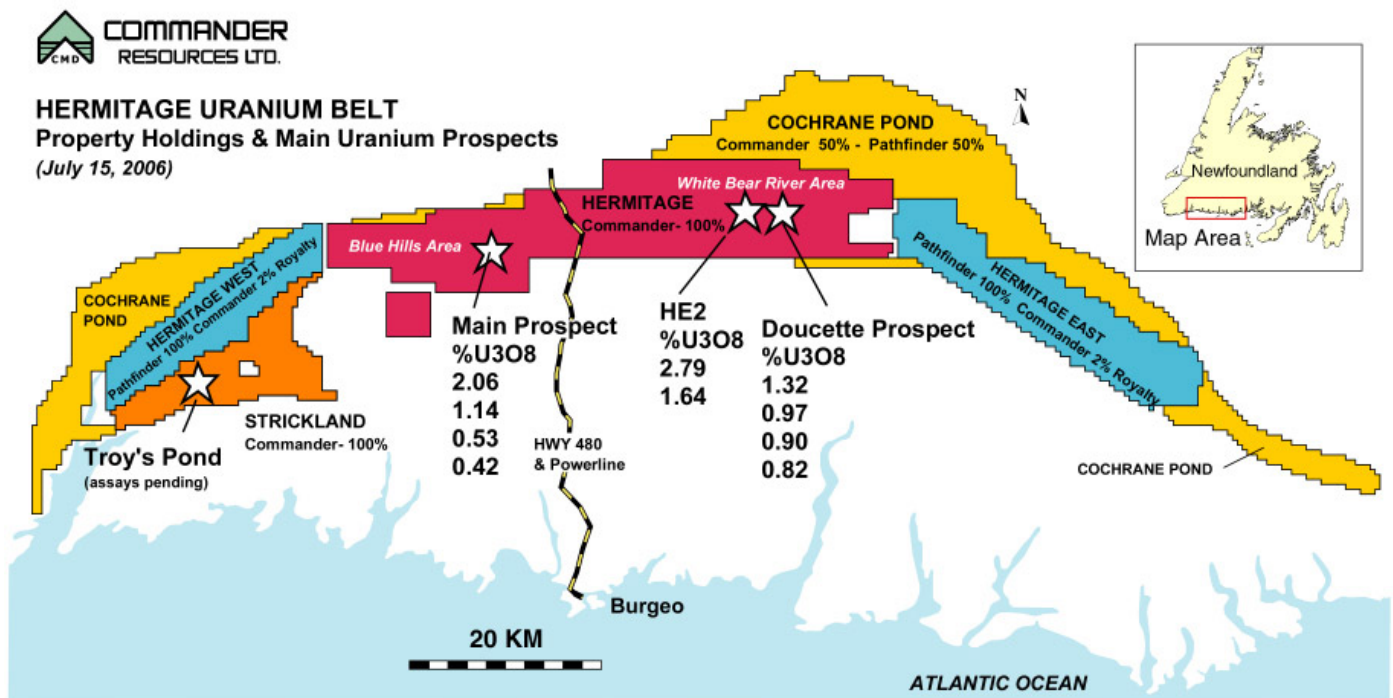 CMD
COMMANDER
RESOURCES LTD.
HERMITAGE URANIUM BELT
Property Holdings & Main Uranium Prospects
(July 15, 2006)
N
Newfoundland
Map Area
COCHRANE POND
Commander 50% - Pathfinder 50%
White Bear River Area
HERMITAGE
Commander- 100%
Blue Hills Area
HERMITAGE WEST
Pathfinder 100% Commander 2% Royalty
COCHRANE
POND
HERMITAGE EAST
Pathfinder 100% Commander 2% Royalty
STRICKLAND
Commander- 100%
Troy's Pond
(assays pending)
Main Prospect
%U3O8
2.06
1.14
0.53
0.42
HWY 480
& Powerline
HE2
%U3O8
2.79
1.64
Doucette Prospect
%U3O8
1.32
0.97
0.90
0.82
COCHRANE POND
Burgeo
20 KM
ATLANTIC OCEAN